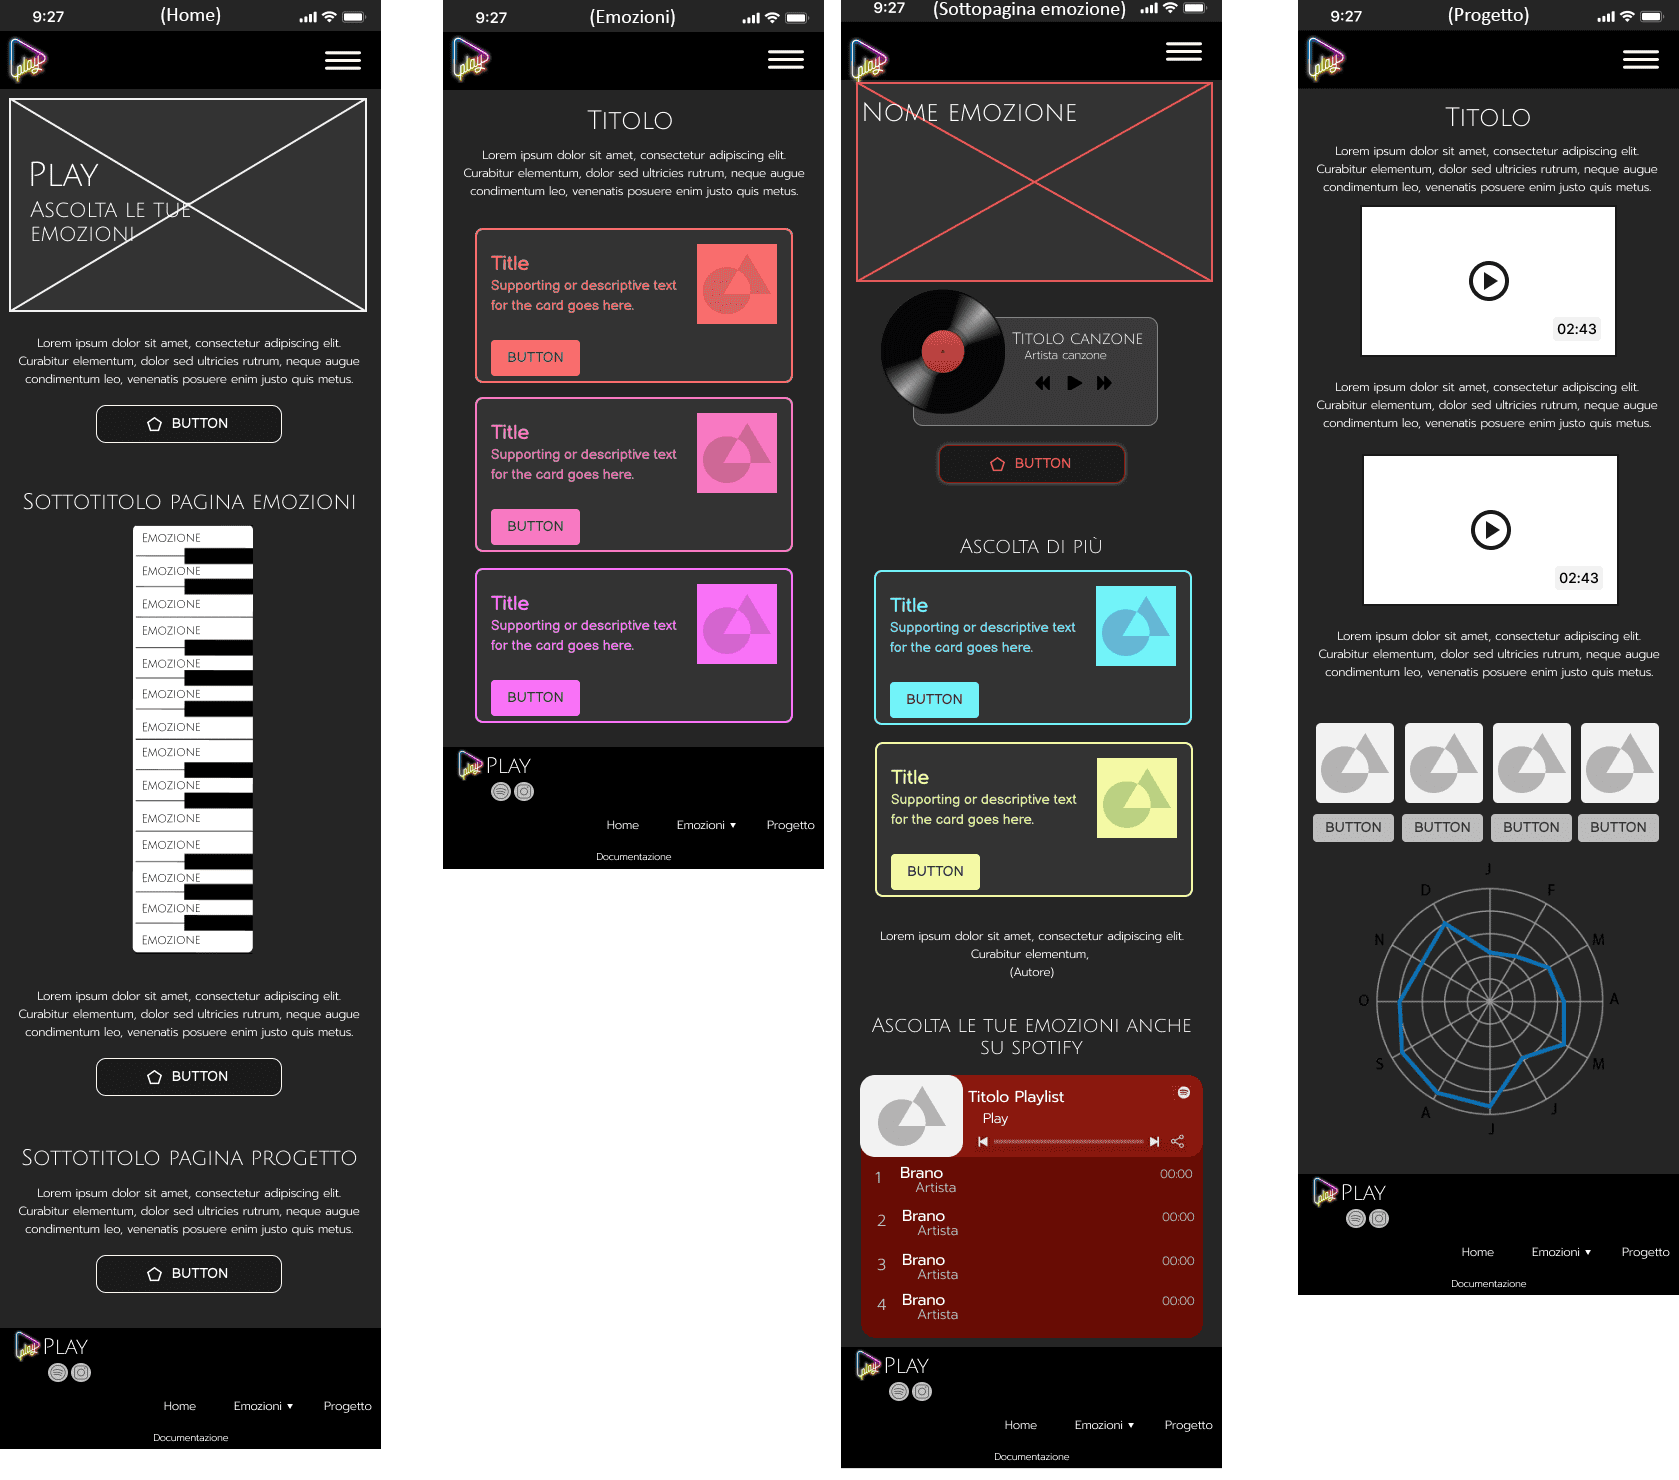 9:27
(Home)
play
Play
Ascolta le tue
emozioni
Lorem ipsum dolor sit amet, consectetur adipiscing elit.
Curabitur elementum, dolor sed ultricies rutrum, neque augue
condimentum leo, venenatis posuere enim justo quis metus.
BUTTON
Sottotitolo pagina emozioni
Emozione
Emozione
Emozione
Emozione
Emozione
Emozione
Emozione
Emozione
Emozione
Emozione
Emozione
Emozione
Emozione
Emozione
Lorem ipsum dolor sit amet, consectetur adipiscing elit.
Curabitur elementum, dolor sed ultricies rutrum, neque augue
condimentum leo, venenatis posuere enim justo quis metus.
BUTTON
Sottotitolo pagina progetto
Lorem ipsum dolor sit amet, consectetur adipiscing elit.
Curabitur elementum, dolor sed ultricies rutrum, neque augue
condimentum leo, venenatis posuere enim justo quis metus.
BUTTON
play Play
Home Emozioni ▾ Progetto
Documentazione
9:27
(Emozioni)
play
Titolo
Lorem ipsum dolor sit amet, consectetur adipiscing elit.
Curabitur elementum, dolor sed ultricies rutrum, neque augue
condimentum leo, venenatis posuere enim justo quis metus.
Title
Supporting or descriptive text
for the card goes here.
BUTTON
Title
Supporting or descriptive text
for the card goes here.
BUTTON
Title
Supporting or descriptive text
for the card goes here.
BUTTON
play Play
Home Emozioni ▾ Progetto
Documentazione
9:27
(Sottopagina emozione)
play
Nome emozione
Titolo canzone
Artista canzone
BUTTON
Ascolta di più
Title
Supporting or descriptive text
for the card goes here.
BUTTON
Title
Supporting or descriptive text
for the card goes here.
BUTTON
Lorem ipsum dolor sit amet, consectetur adipiscing elit.
Curabitur elementum,
(Autore)
Ascolta le tue emozioni anche
su spotify
Titolo Playlist
Play
1 Brano 00:00
Artista
2 Brano 00:00
Artista
3 Brano 00:00
Artista
4 Brano 00:00
Artista
play Play
Home Emozioni ▾ Progetto
Documentazione
9:27
(Progetto)
play
Titolo
Lorem ipsum dolor sit amet, consectetur adipiscing elit.
Curabitur elementum, dolor sed ultricies rutrum, neque augue
condimentum leo, venenatis posuere enim justo quis metus.
02:43
Lorem ipsum dolor sit amet, consectetur adipiscing elit.
Curabitur elementum, dolor sed ultricies rutrum, neque augue
condimentum leo, venenatis posuere enim justo quis metus.
02:43
Lorem ipsum dolor sit amet, consectetur adipiscing elit.
Curabitur elementum, dolor sed ultricies rutrum, neque augue
condimentum leo, venenatis posuere enim justo quis metus.
BUTTON BUTTON BUTTON BUTTON
J
F
M
A
M
J
J
A
S
O
N
D
play Play
Home Emozioni ▾ Progetto
Documentazione